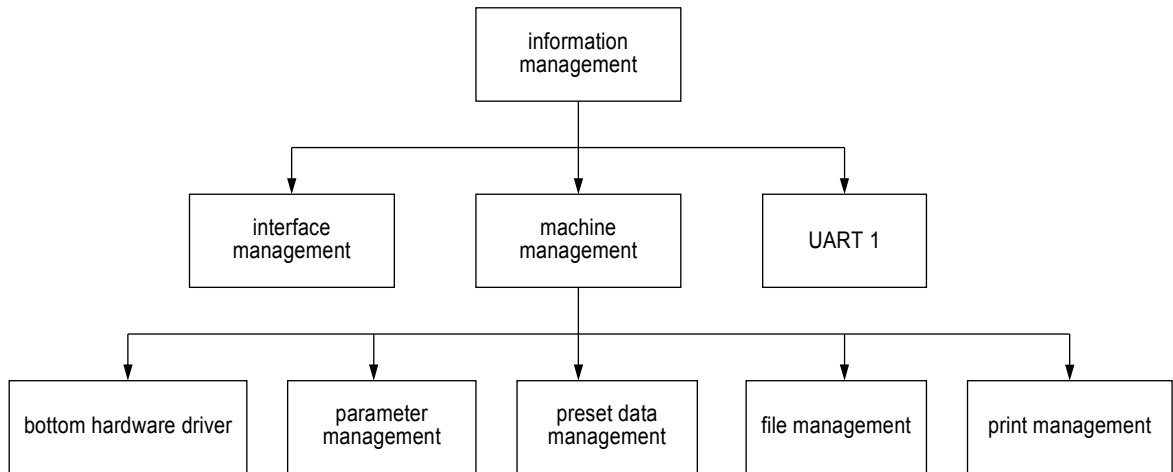 information
management
interface
management
machine
management
UART 1
bottom hardware driver
parameter
management
preset data
management
file management
print management